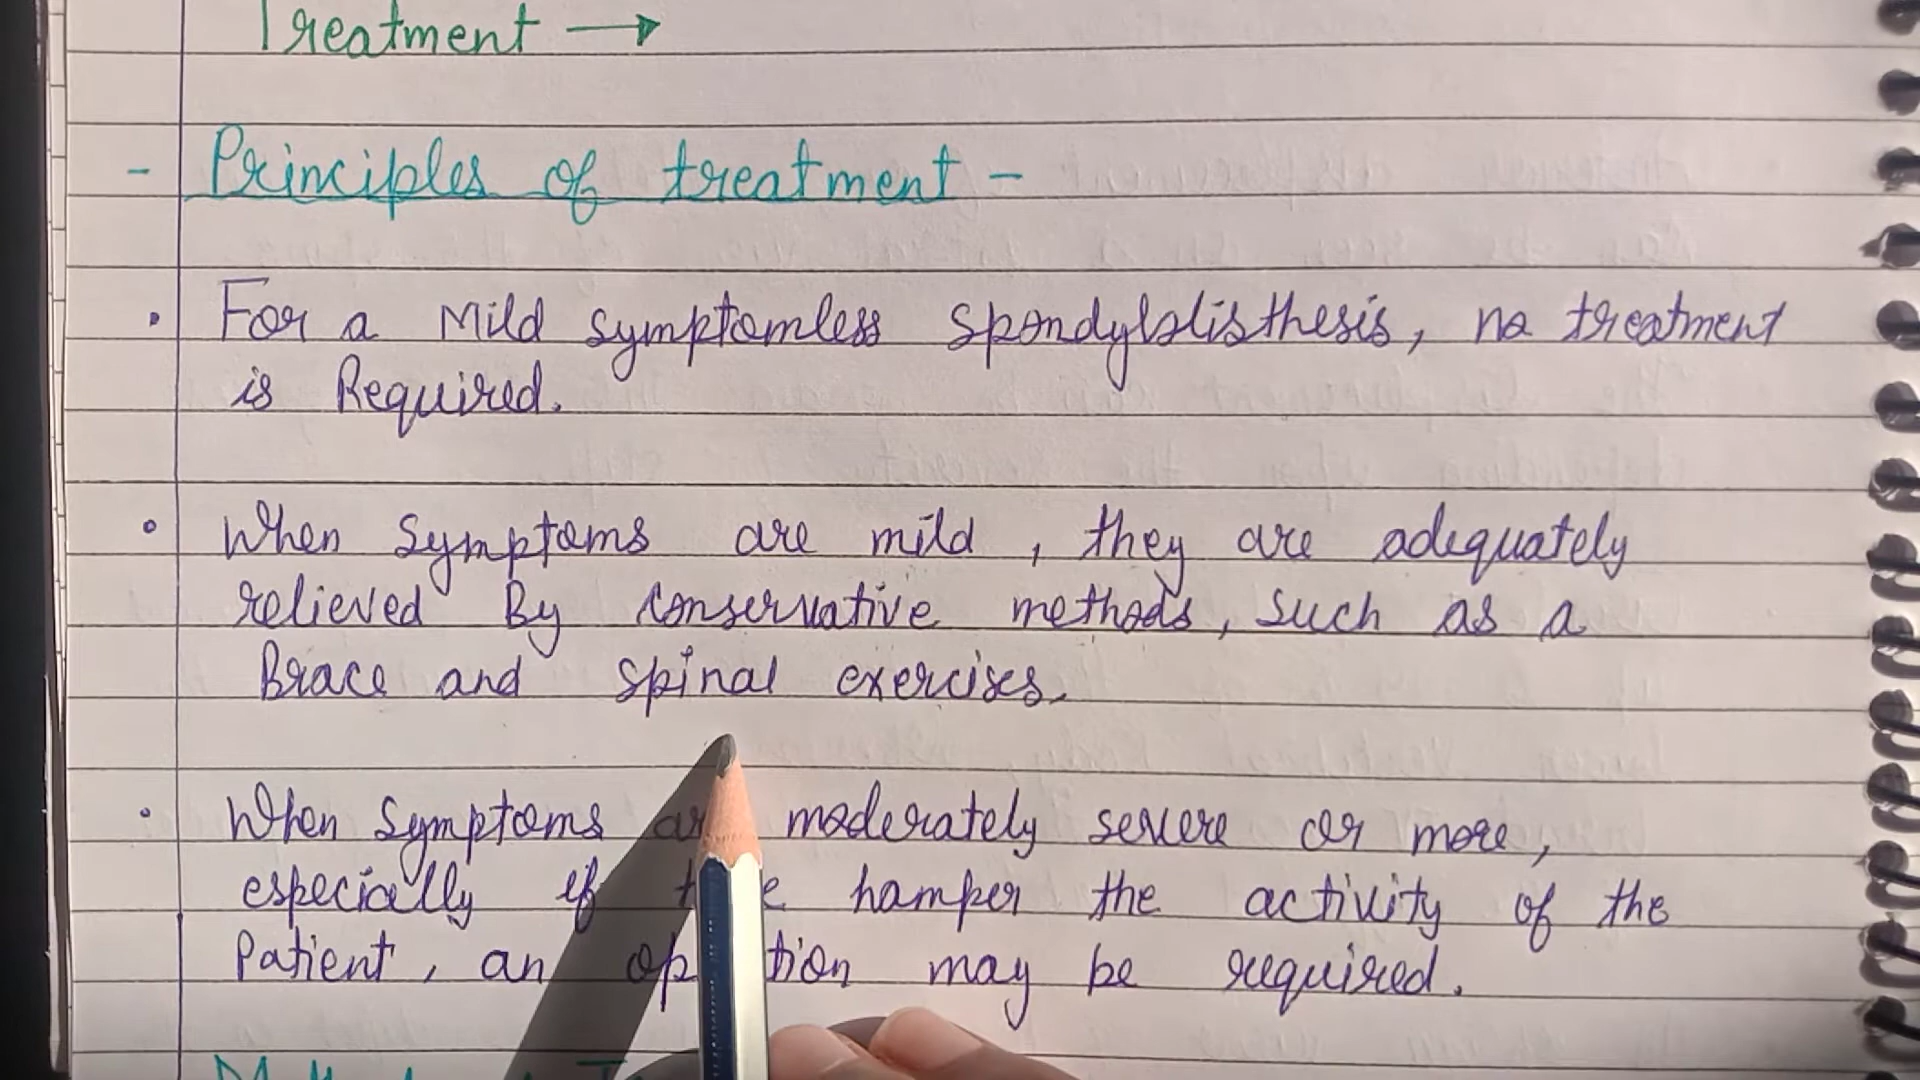 Treatment →
- Principles of treatment -
• For a Mild symptomless spondylolisthesis, no treatment
is Required.
• When symptoms are mild, they are adequately
relieved By conservative methods, such as a
Brace and spinal exercises.
• When symptoms moderately severe or more,
especially if hamper the activity of the
Patient, an may be required.